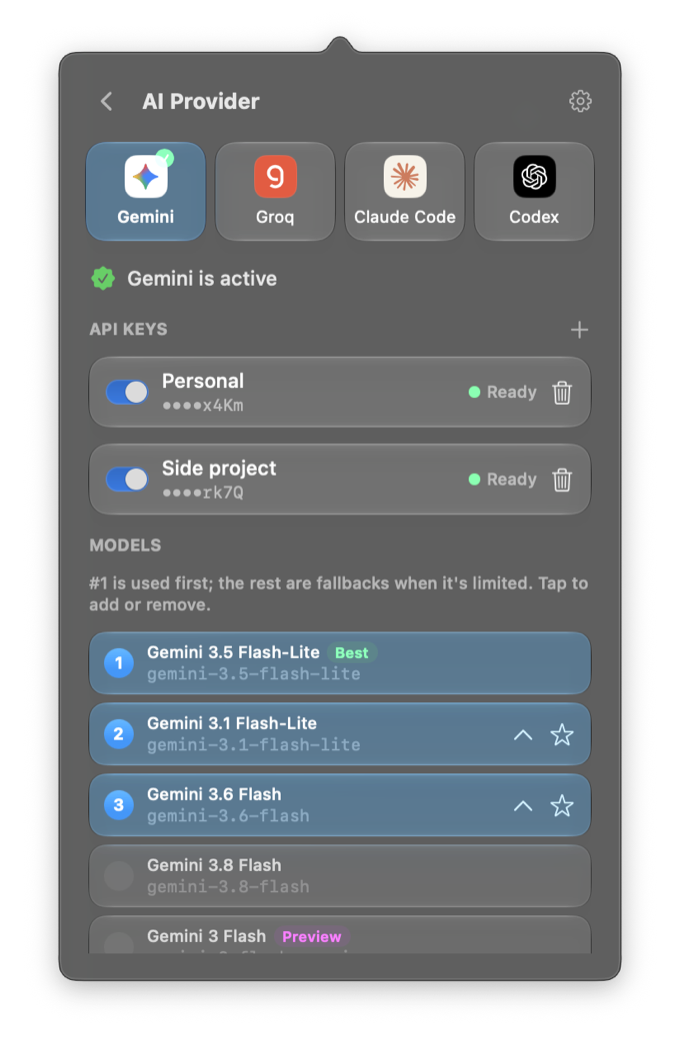 AI Provider
Gemini
Groq
Claude Code
Codex
Gemini is active
API KEYS
Personal
●●●●x4Km
Ready
Side project
●●●●rk7Q
Ready
MODELS
#1 is used first; the rest are fallbacks when it's limited. Tap to
add or remove.
1
Gemini 3.5 Flash-Lite Best
gemini-3.5-flash-lite
2
Gemini 3.1 Flash-Lite
gemini-3.1-flash-lite
3
Gemini 3.6 Flash
gemini-3.6-flash
Gemini 3.8 Flash
gemini-3.8-flash
Gemini 3 Flash Preview